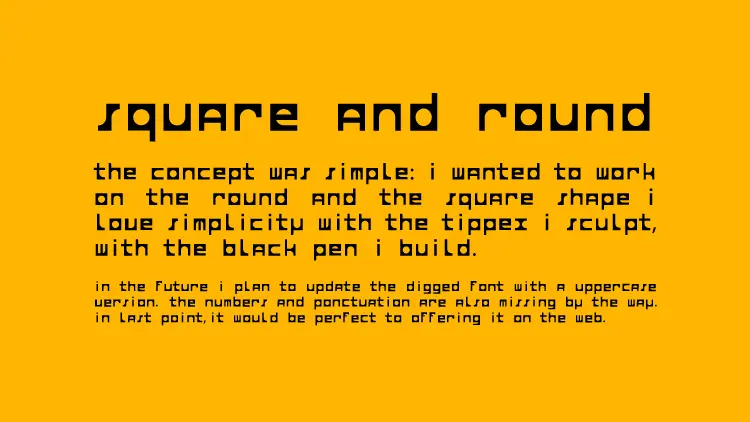 square and round
the concept was simple: i wanted to work
on the round and the square shape i
love simplicity with the tippex i sculpt,
with the black pen i build.
in the future i plan to update the digged font with a uppercase
version. the numbers and ponctuation are also missing by the way.
in last point, it would be perfect to offering it on the web.